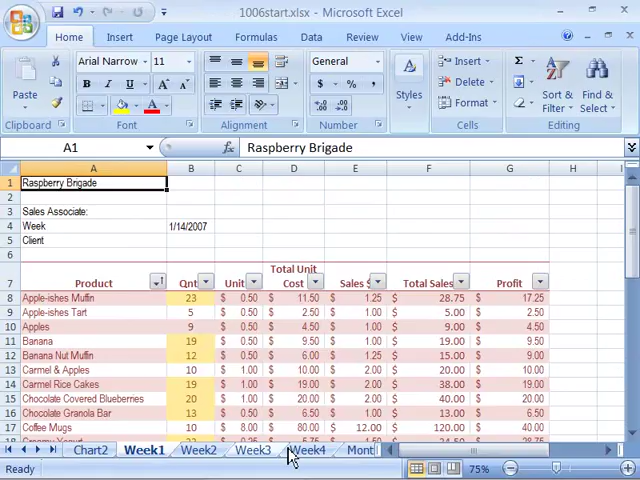 1006start.xlsx - Microsoft Excel
Home Insert Formulas Data Review View Add-Ins
Paste
Clipboard
Arial Narrow 11
B I U A A
A
Font
Alignment
General
$ % ,
Number
A
Styles
Insert
Delete
Format
Cells
Σ
Sort & Filter
Find & Select
Editing
A1 fx Raspberry Brigade
A B C D E F G H I
1 Raspberry Brigade
2
3 Sales Associate:
4 Week 1/14/2007
5 Client
6
Total Unit
7 Product Qnt Unit Cost Sales $ Total Sales Profit
8 Apple-ishes Muffin 23 $ 0.50 $ 11.50 $ 1.25 $ 28.75 $ 17.25
9 Apple-ishes Tart 5 $ 0.50 $ 2.50 $ 1.00 $ 5.00 $ 2.50
10 Apples 9 $ 0.50 $ 4.50 $ 1.00 $ 9.00 $ 4.50
11 Banana 19 $ 0.50 $ 9.50 $ 1.00 $ 19.00 $ 9.50
12 Banana Nut Muffin 12 $ 0.50 $ 6.00 $ 1.25 $ 15.00 $ 9.00
13 Carmel & Apples 10 $ 1.00 $ 10.00 $ 2.00 $ 20.00 $ 10.00
14 Carmel Rice Cakes 19 $ 1.00 $ 19.00 $ 2.00 $ 38.00 $ 19.00
15 Chocolate Covered Blueberries 20 $ 1.00 $ 20.00 $ 2.00 $ 40.00 $ 20.00
16 Chocolate Granola Bar 13 $ 0.50 $ 6.50 $ 1.00 $ 13.00 $ 6.50
17 Coffee Mugs 10 $ 8.00 $ 80.00 $ 12.00 $ 120.00 $ 40.00
Chart2 Week1 Week2 Week3 Week4 Mont
Ready 75%